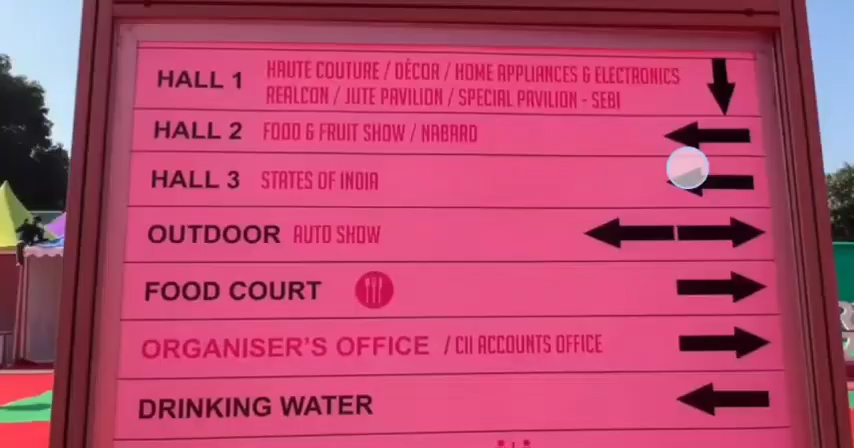 HALL 1 HAUTE COUTURE / DÉCOR / HOME APPLIANCES & ELECTRONICS
REALCON / JUTE PAVILION / SPECIAL PAVILION - SEBI
HALL 2 FOOD & FRUIT SHOW / NABARD
HALL 3 STATES OF INDIA
OUTDOOR AUTO SHOW
FOOD COURT
ORGANISER'S OFFICE / CII ACCOUNTS OFFICE
DRINKING WATER